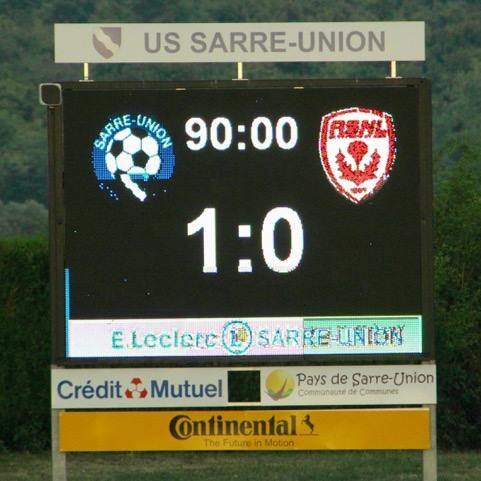 US SARRE-UNION
SARRE-UNION
90:00
ASNL
1:0
E.Leclerc L SARRE-UNION
Crédit Mutuel
Pays de Sarre-Union
Communauté de Communes
Continental
The Future in Motion